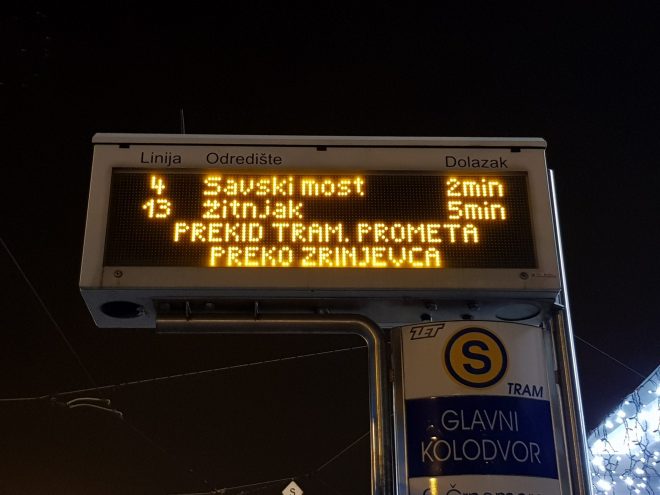 Linija Odredište Dolazak
4 Savski most 2min
13 Žitnjak 5min
PREKID TRAM. PROMETA
PREKO ZRINJEVCA
ZET
S
TRAM
GLAVNI
KOLODVOR
S